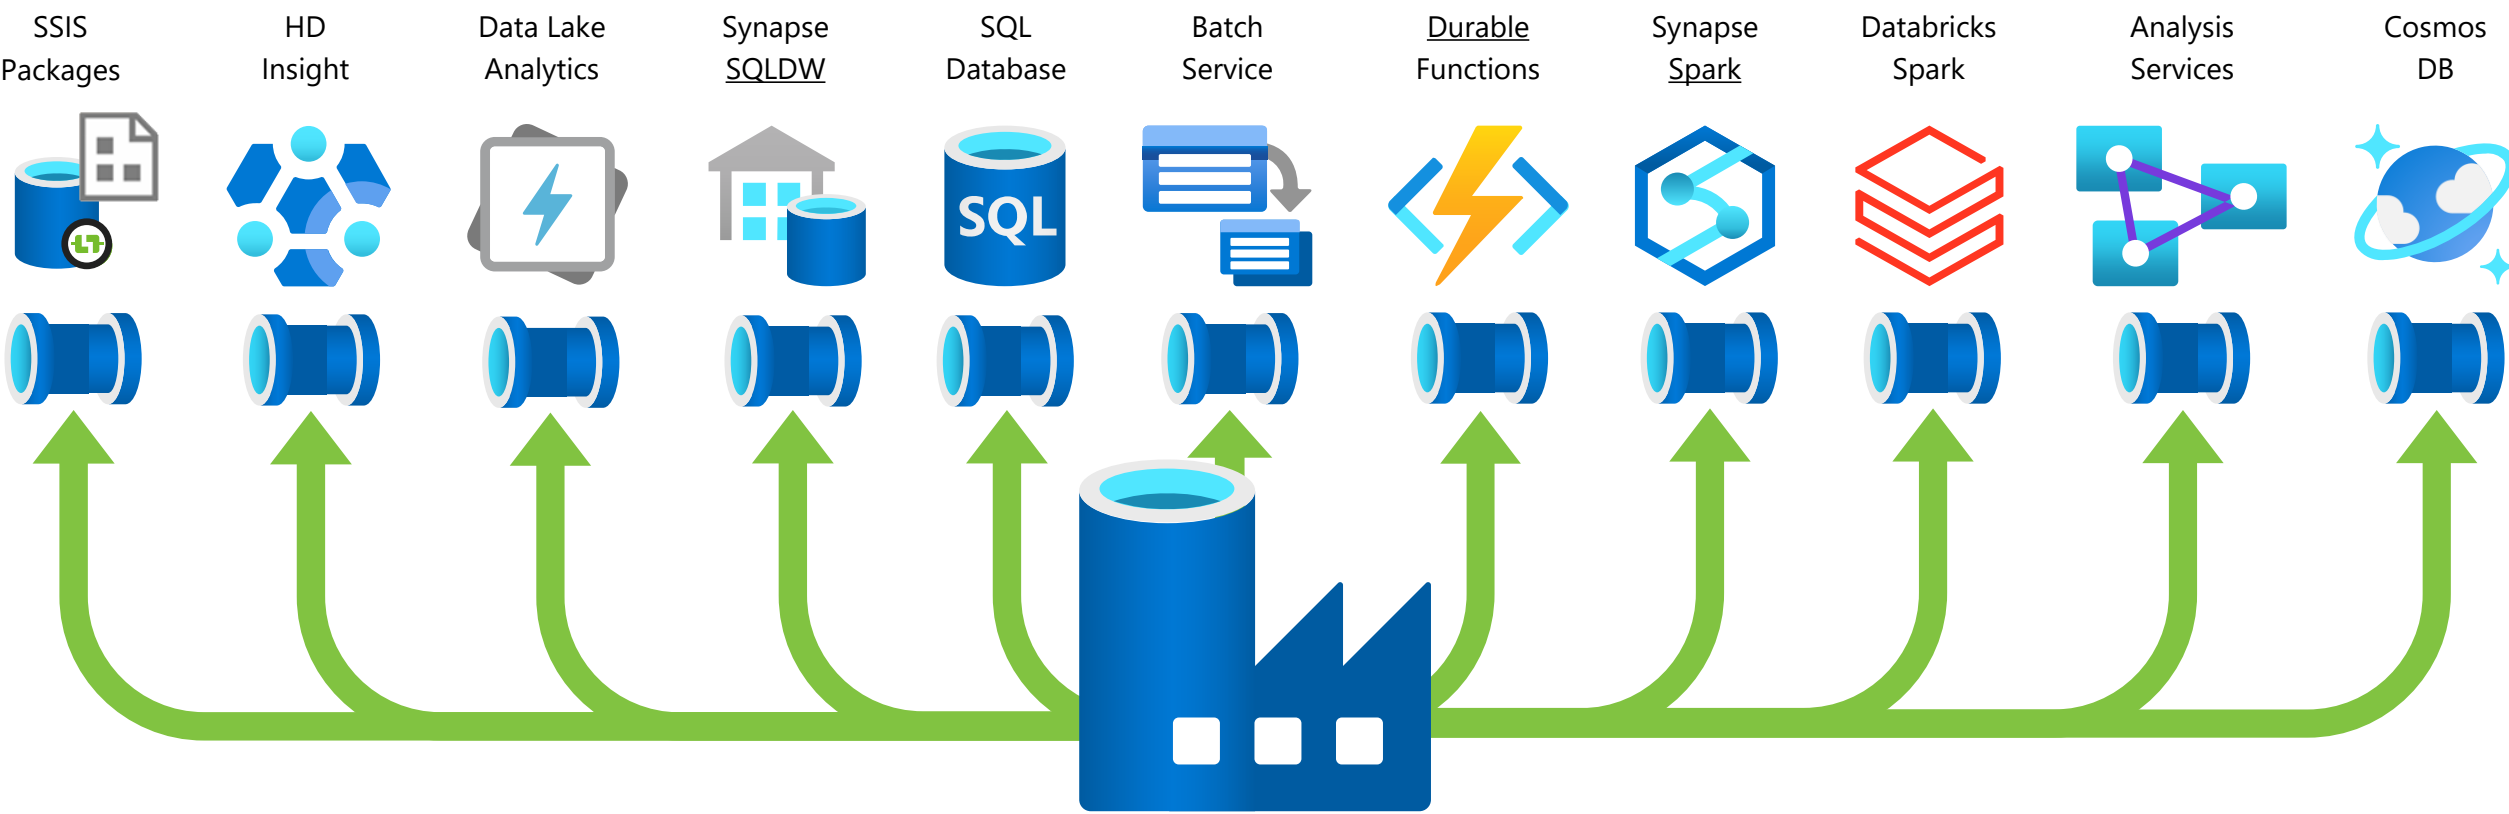 SSIS
Packages
HD
Insight
Data Lake
Analytics
Synapse
SQLDW
SQL
Database
Batch
Service
Durable
Functions
Synapse
Spark
Databricks
Spark
Analysis
Services
Cosmos
DB
SQL